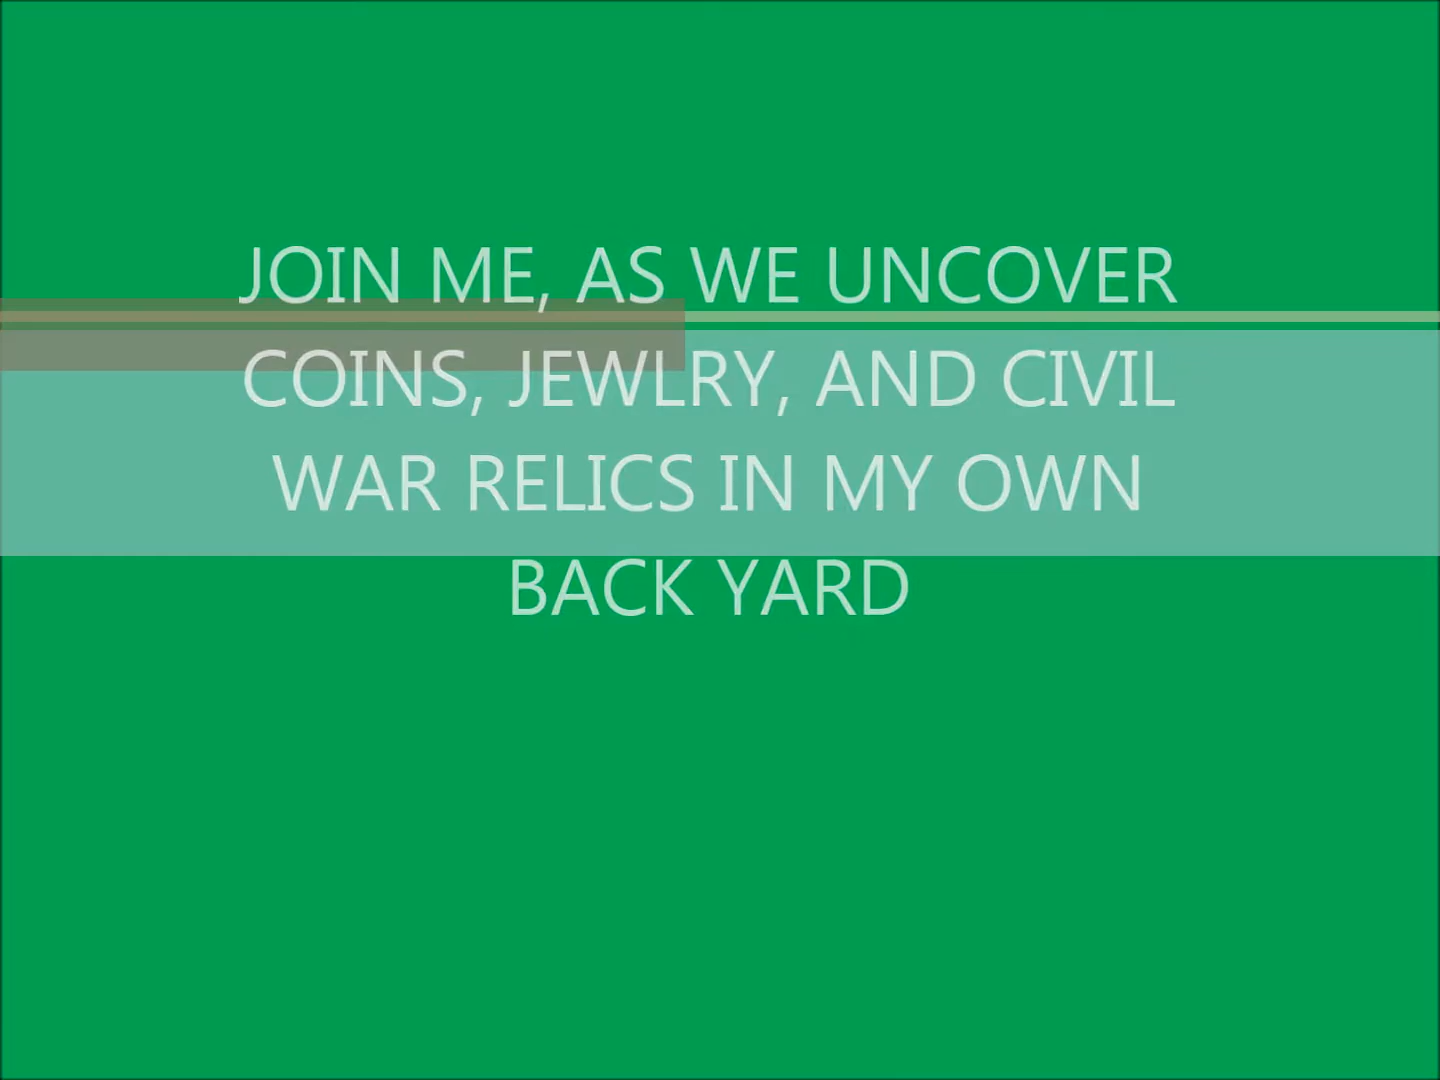 JOIN ME, AS WE UNCOVER
COINS, JEWLRY, AND CIVIL
WAR RELICS IN MY OWN
BACK YARD